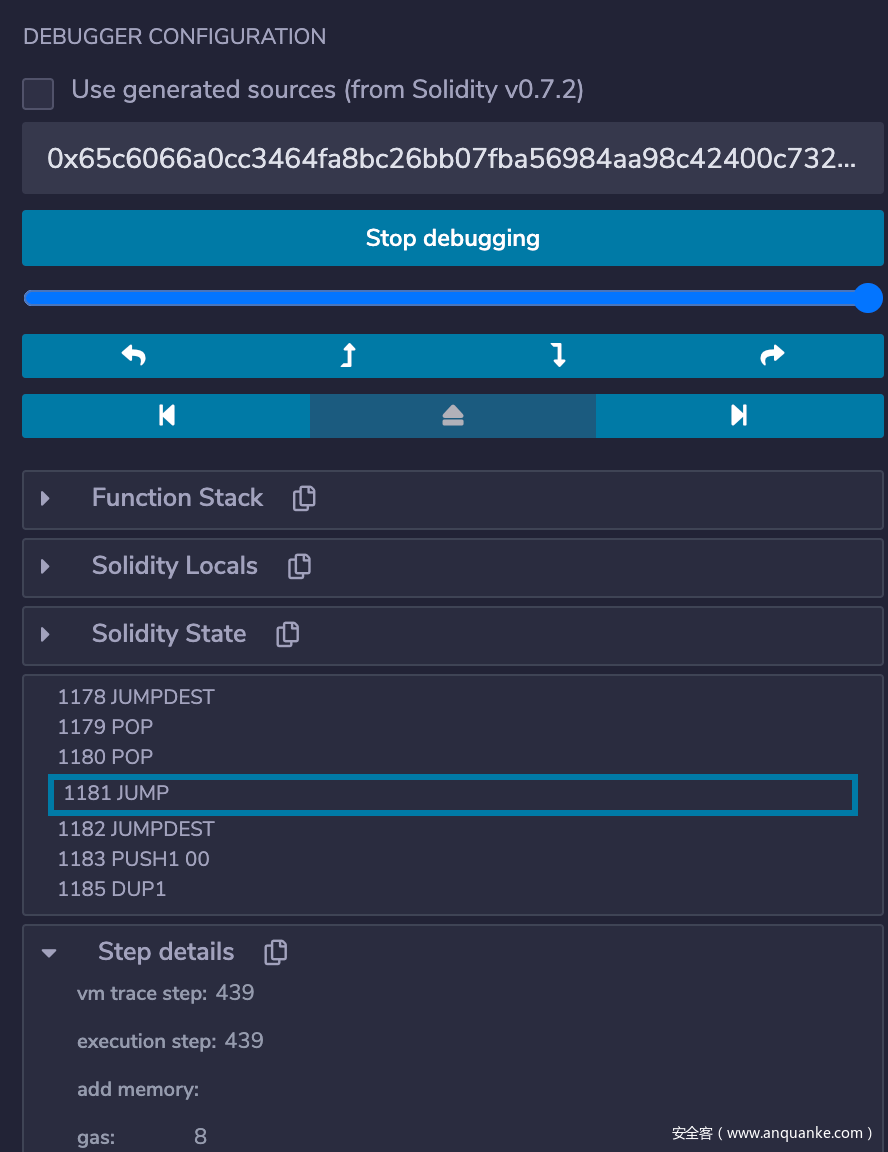 DEBUGGER CONFIGURATION
Use generated sources (from Solidity v0.7.2)
0x65c6066a0cc3464fa8bc26bb07fba56984aa98c42400c732...
Stop debugging
Function Stack
Solidity Locals
Solidity State
1178 JUMPDEST
1179 POP
1180 POP
1181 JUMP
1182 JUMPDEST
1183 PUSH1 00
1185 DUP1
Step details
vm trace step: 439
execution step: 439
add memory:
gas: 8
安全客（www.anquanke.com）